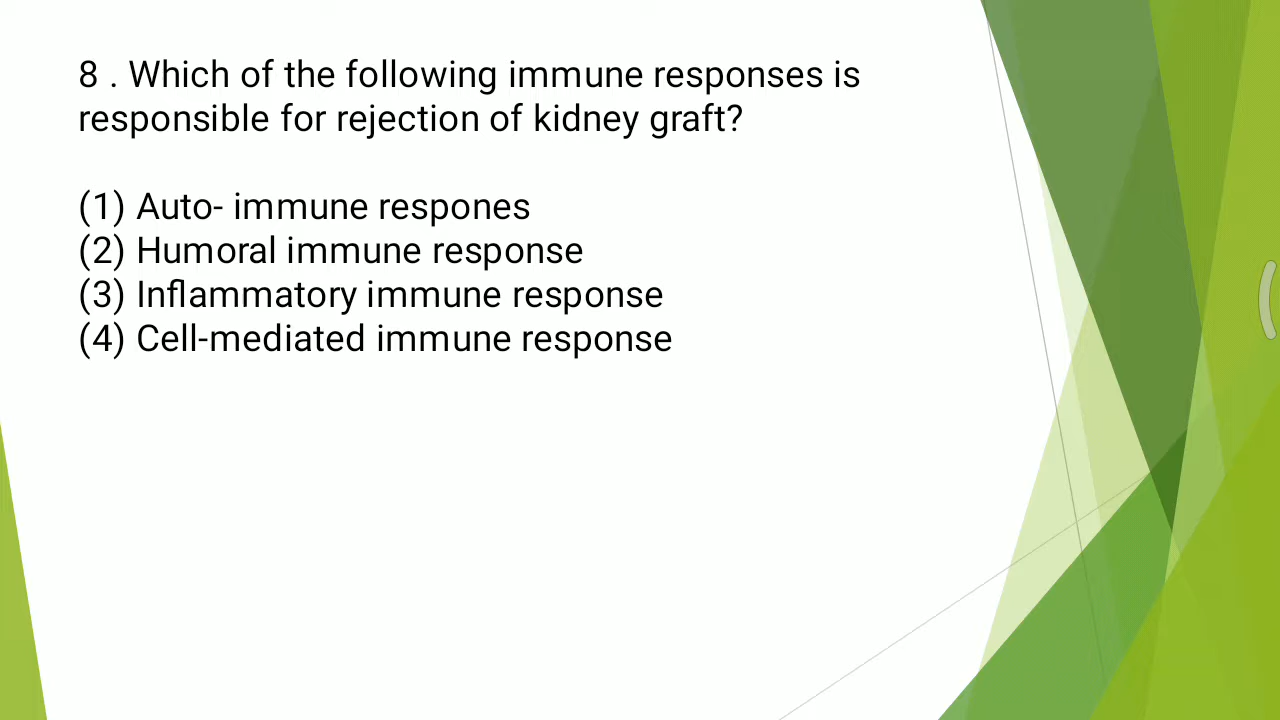 8 . Which of the following immune responses is
responsible for rejection of kidney graft?
(1) Auto- immune respones
(2) Humoral immune response
(3) Inflammatory immune response
(4) Cell-mediated immune response